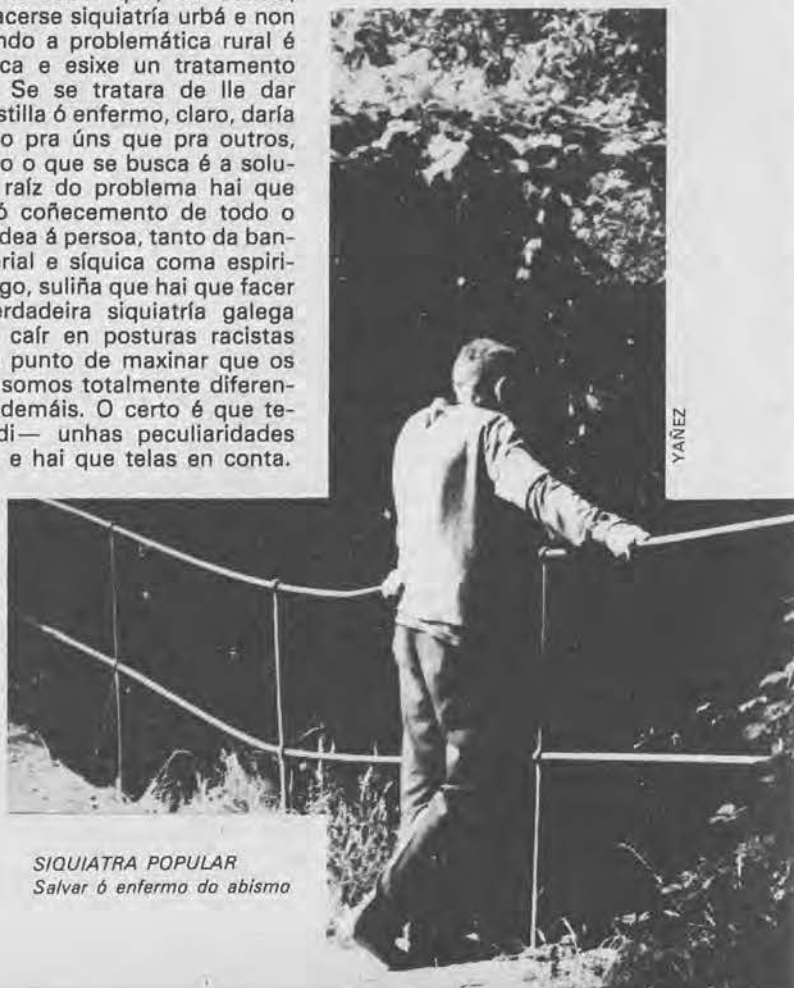 acerse siquiatría urbá e non
ndo a problemática rural é
ca e esixe un tratamento
Se se tratara de lle dar
stilla ó enfermo, claro, daría
o pra úns que pra outros,
o o que se busca é a solu-
raíz do problema hai que
ó coñecemento de todo o
dea á persoa, tanto da ban-
rial e síquica coma espiri-
go, suliña que hai que facer
erdadeira siquiatría galega
caír en posturas racistas
punto de maxinar que os
somos totalmente diferen-
demáis. O certo é que te-
di— unhas peculiaridades
e hai que telas en conta.
YAÑEZ
SIQUIATRA POPULAR
Salvar ó enfermo do abismo